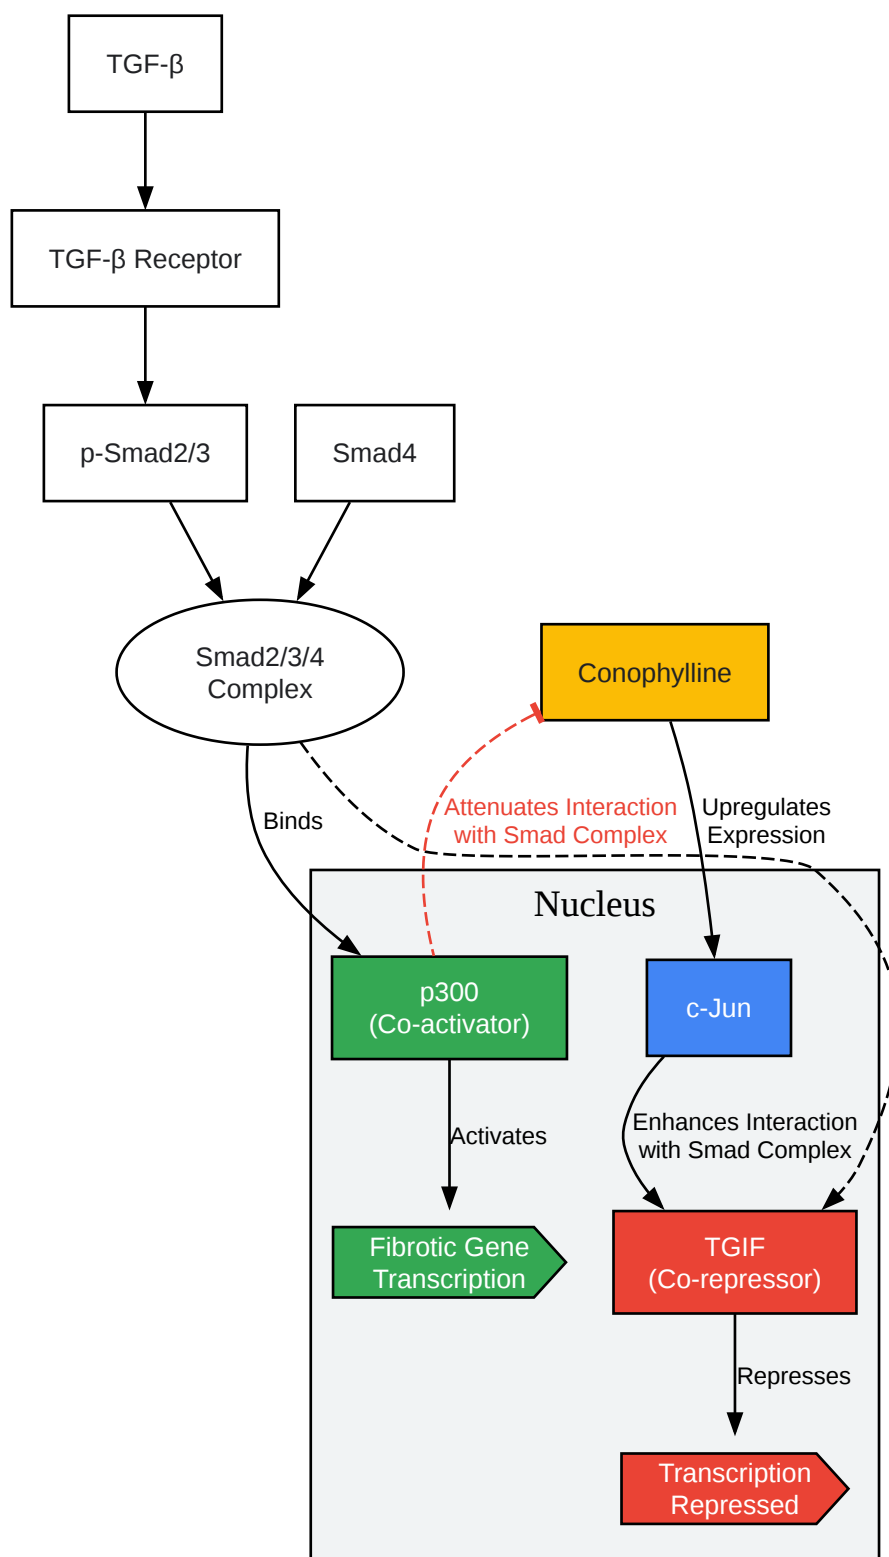 TGF-β
TGF-β Receptor
p-Smad2/3
Smad4
Smad2/3/4
Complex
Conophylline
Binds
Attenuates Interaction
with Smad Complex
Upregulates
Expression
Nucleus
p300
(Co-activator)
c-Jun
Activates
Enhances Interaction
with Smad Complex
Fibrotic Gene
Transcription
TGIF
(Co-repressor)
Represses
Transcription
Repressed